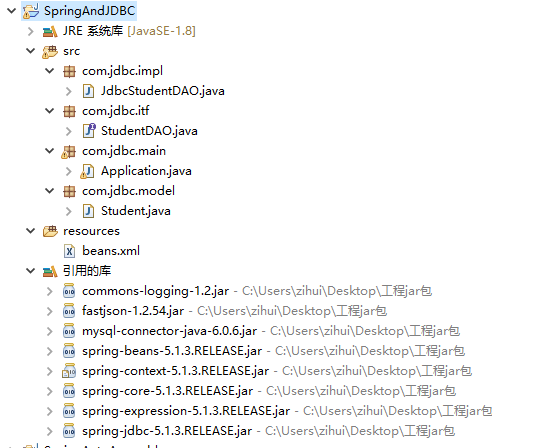 SpringAndJDBC
JRE 系统库 [JavaSE-1.8]
src
com.jdbc.impl
JdbcStudentDAO.java
com.jdbc.itf
StudentDAO.java
com.jdbc.main
Application.java
com.jdbc.model
Student.java
resources
beans.xml
引用的库
commons-logging-1.2.jar - C:\Users\zihui\Desktop\工程jar包
fastjson-1.2.54.jar - C:\Users\zihui\Desktop\工程jar包
mysql-connector-java-6.0.6.jar - C:\Users\zihui\Desktop\工程jar包
spring-beans-5.1.3.RELEASE.jar - C:\Users\zihui\Desktop\工程jar包
spring-context-5.1.3.RELEASE.jar - C:\Users\zihui\Desktop\工程jar包
spring-core-5.1.3.RELEASE.jar - C:\Users\zihui\Desktop\工程jar包
spring-expression-5.1.3.RELEASE.jar - C:\Users\zihui\Desktop\工程jar包
spring-jdbc-5.1.3.RELEASE.jar - C:\Users\zihui\Desktop\工程jar包